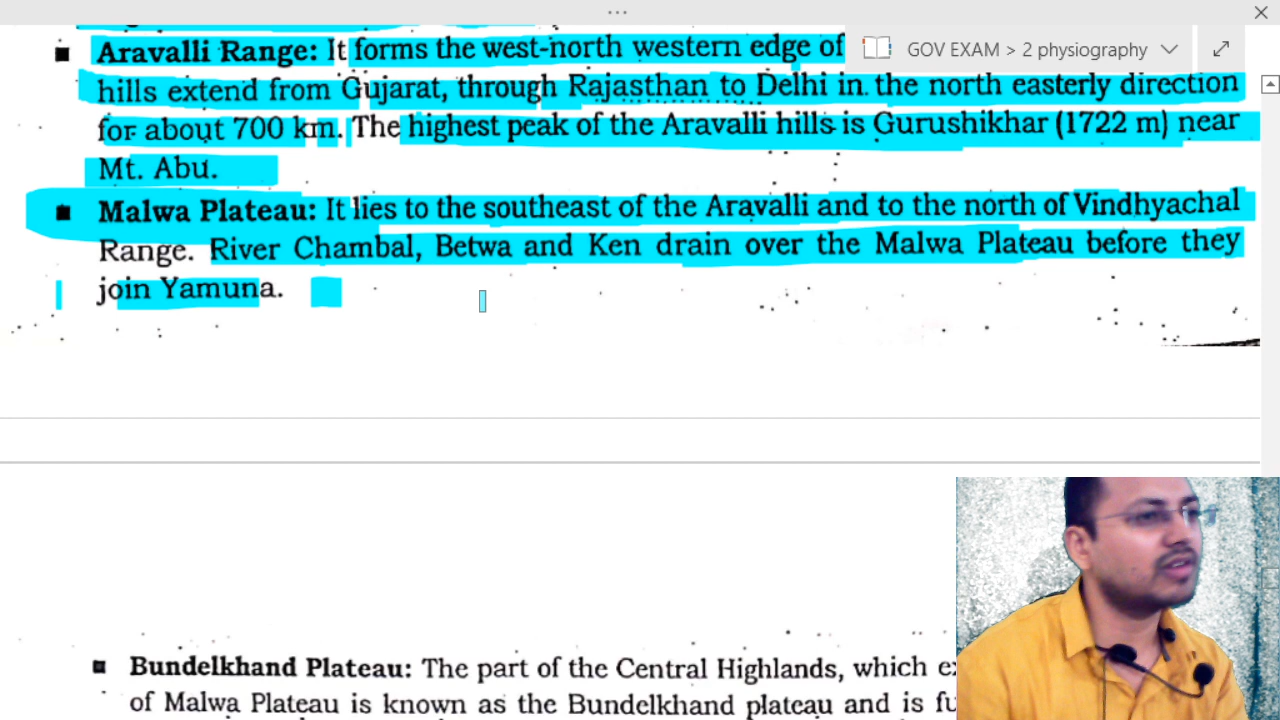 GOV EXAM > 2 physiography
Aravalli Range: It forms the west-north western edge of
hills extend from Gujarat, through Rajasthan to Delhi in the north easterly direction
for about 700 km. The highest peak of the Aravalli hills is Gurushikhar (1722 m) near
Mt. Abu.
Malwa Plateau: It lies to the southeast of the Aravalli and to the north of Vindhyachal
Range. River Chambal, Betwa and Ken drain over the Malwa Plateau before they
join Yamuna.
Bundelkhand Plateau: The part of the Central Highlands, which
of Malwa Plateau is known as the Bundelkhand plateau and is